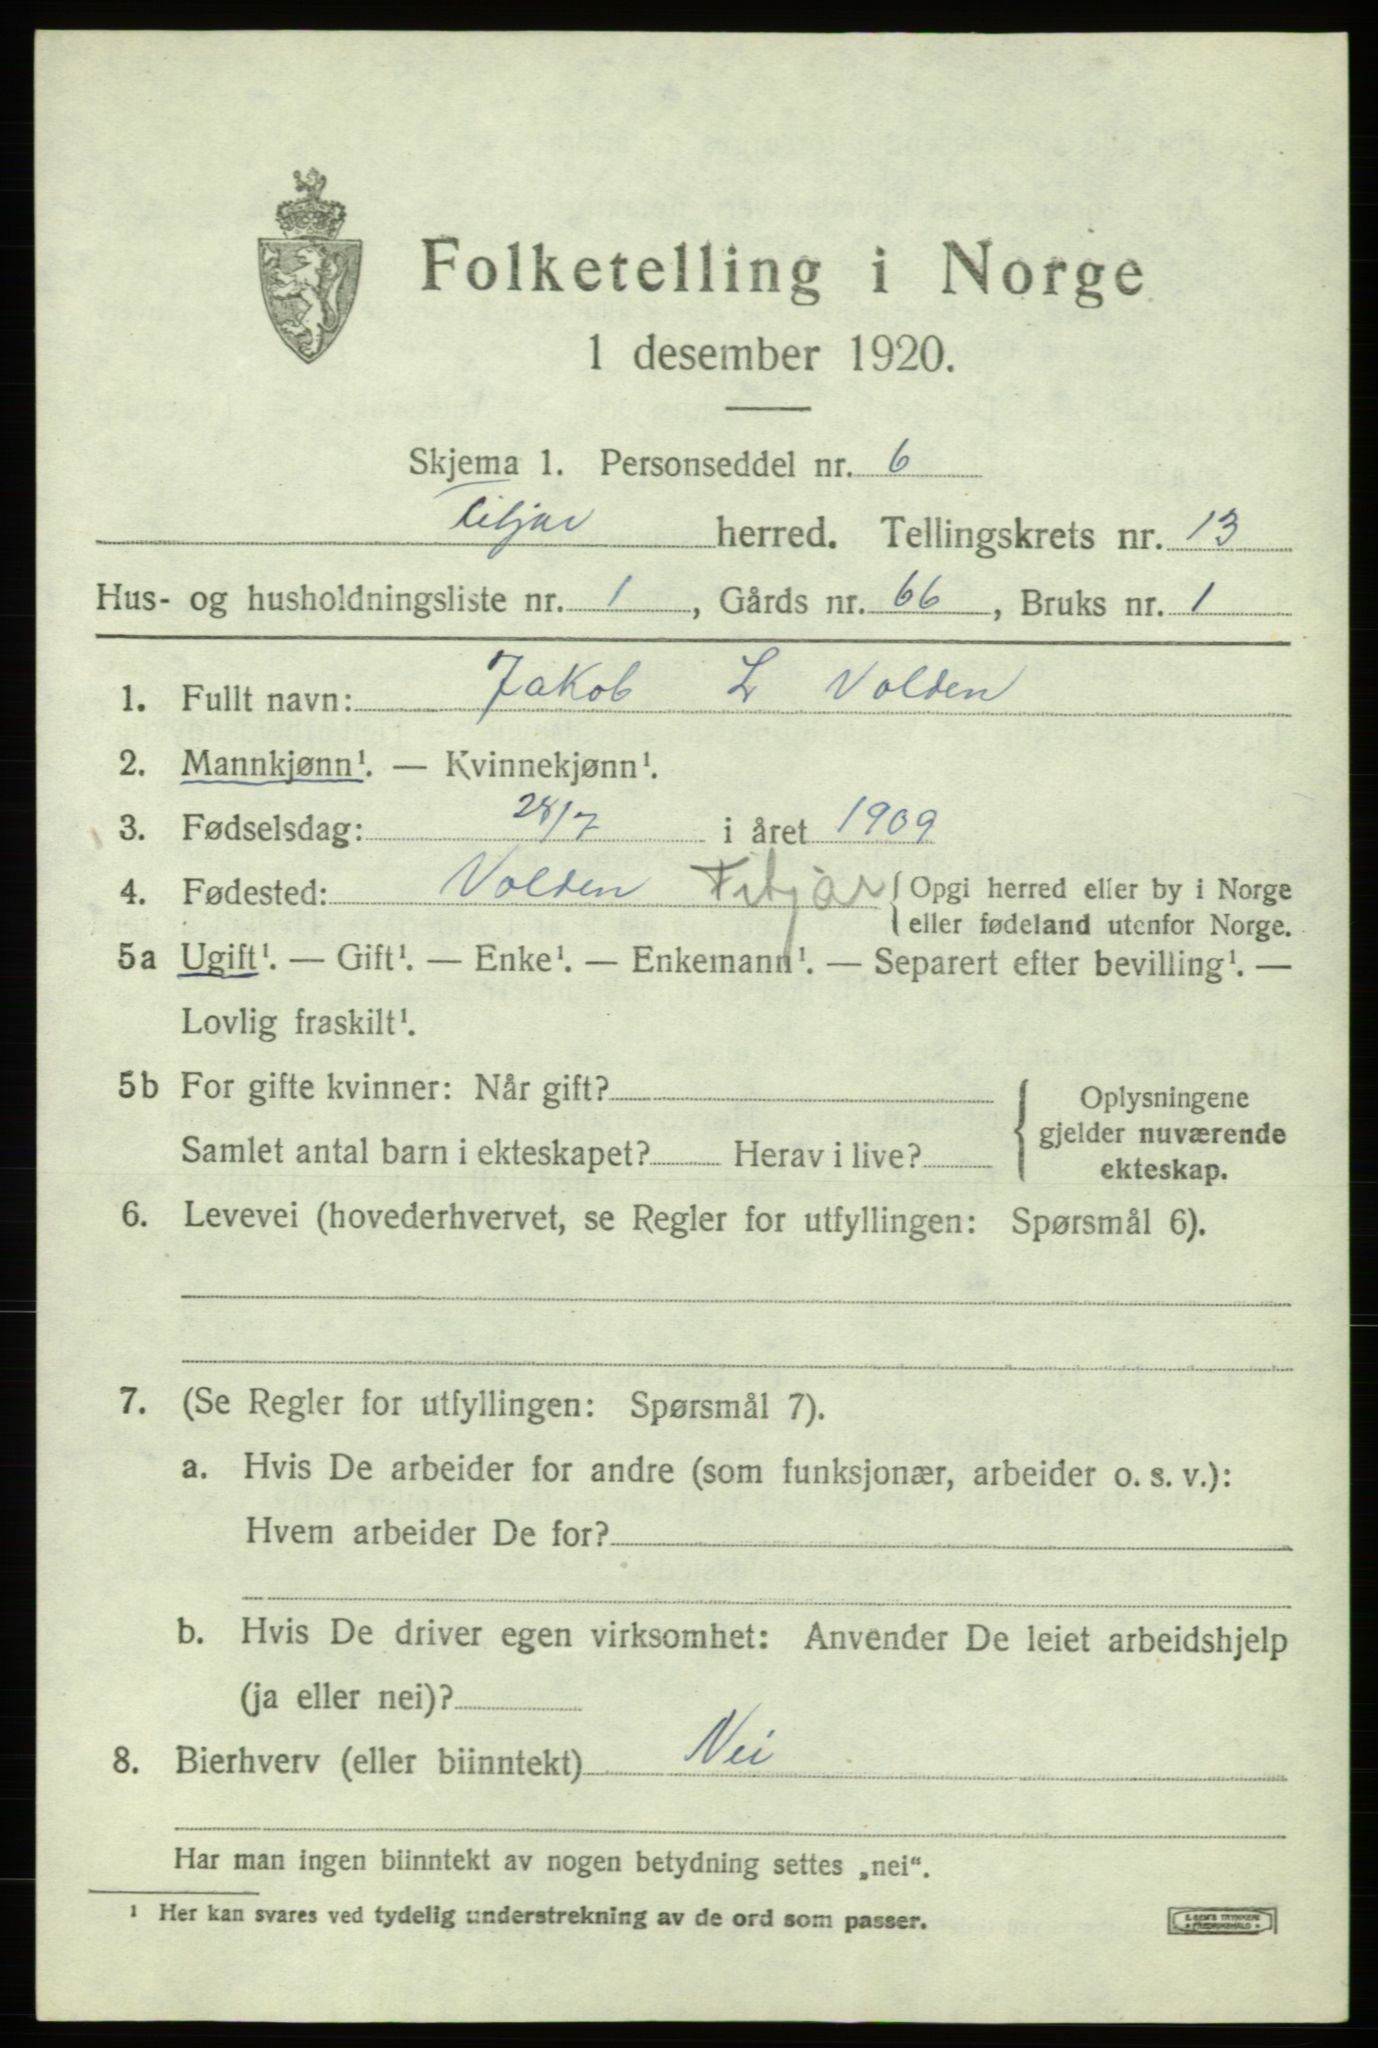 Folketelling i Norge
1 desember 1920.
Skjema 1. Personseddel nr. 6
Fitjar herred. Tellingskrets nr. 13
Hus- og husholdningsliste nr. 1, Gårds nr. 66, Bruks nr. 1
1. Fullt navn: Jakob L Volden
2. Mannkjønn¹. — Kvinnekjønn¹.
3. Fødselsdag: 28/7 i året 1909
4. Fødested: Volden Fitjar { Opgi herred eller by i Norge
eller fødeland utenfor Norge.
5a Ugift¹. — Gift¹. — Enke¹. — Enkemann¹. — Separert efter bevilling¹. —
Lovlig fraskilt¹.
5b For gifte kvinner: Når gift?
Samlet antal barn i ekteskapet? Herav i live?
Oplysningene
gjelder nuværende
ekteskap.
6. Levevei (hovederhvervet, se Regler for utfyllingen: Spørsmål 6).
7. (Se Regler for utfyllingen: Spørsmål 7).
a. Hvis De arbeider for andre (som funksjonær, arbeider o. s. v.):
Hvem arbeider De for?
b. Hvis De driver egen virksomhet: Anvender De leiet arbeidshjelp
(ja eller nei)?
8. Bierhverv (eller biinntekt) Nei
Har man ingen biinntekt av nogen betydning settes „nei“.
¹ Her kan svares ved tydelig understrekning av de ord som passer.